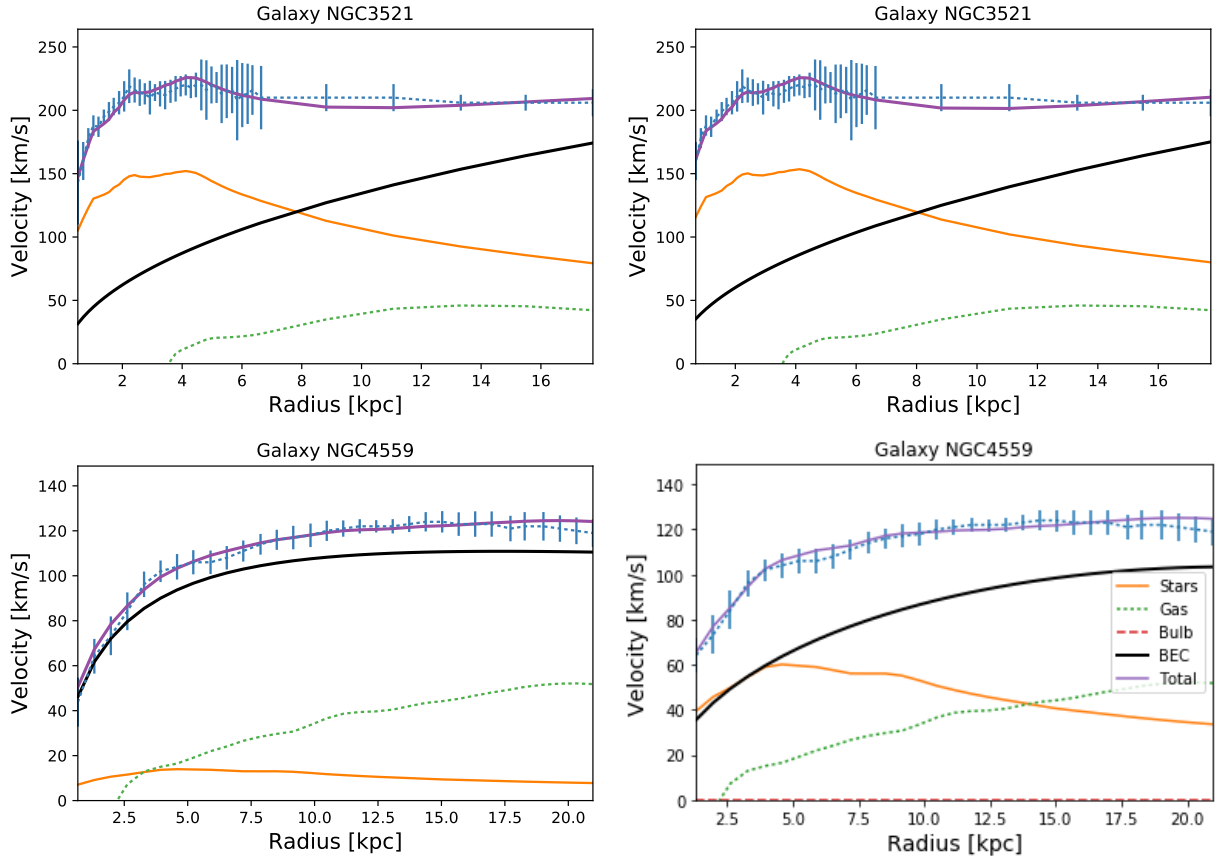 Galaxy NGC3521
250
200
150
100
50
0
Velocity [km/s]
2 4 6 8 10 12 14 16
Radius [kpc]
Galaxy NGC3521
250
200
150
100
50
0
Velocity [km/s]
2 4 6 8 10 12 14 16
Radius [kpc]
Galaxy NGC4559
140
120
100
80
60
40
20
0
Velocity [km/s]
2.5 5.0 7.5 10.0 12.5 15.0 17.5 20.0
Radius [kpc]
Galaxy NGC4559
140
120
100
80
60
40
20
0
Velocity [km/s]
Stars
Gas
Bulb
BEC
Total
2.5 5.0 7.5 10.0 12.5 15.0 17.5 20.0
Radius [kpc]